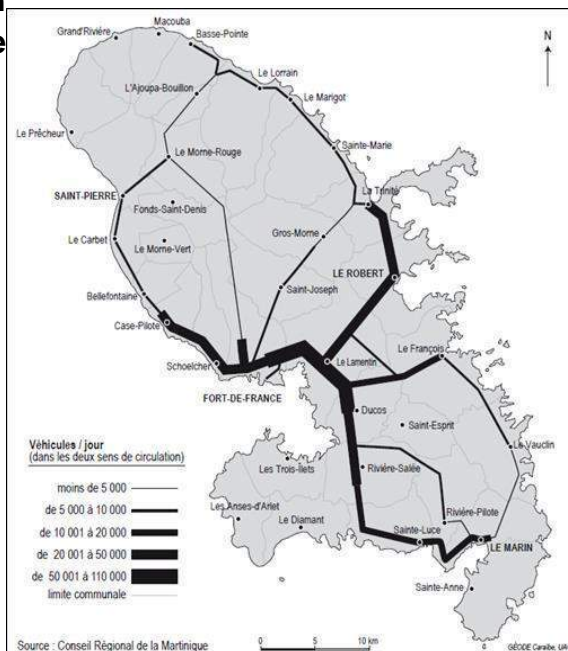 Macouba
Grand'Rivière
Basse-Pointe
N
L'Ajoupa-Bouillon
Le Lorrain
Le Marigot
Le Prêcheur
Sainte-Marie
Le Morne-Rouge
La Trinité
SAINT-PIERRE
Fonds-Saint-Denis
Gros-Morne
Le Carbet
Le Morne-Vert
LE ROBERT
Saint-Joseph
Bellefontaine
Case-Pilote
Le François
Schoelcher
Le Lamentin
FORT-DE-FRANCE
Ducos
Saint-Esprit
Le Vauclin
Véhicules / jour
(dans les deux sens de circulation)
moins de 5 000
de 5 000 à 10 000
de 10 001 à 20 000
de 20 001 à 50 000
de 50 001 à 110 000
limite communale
Les Trois-Ilets
Rivière-Salée
Les Anses-d'Arlet
Le Diamant
Rivière-Pilote
Sainte-Luce
LE MARIN
Sainte-Anne
Source : Conseil Régional de la Martinique
0 5 10 km
GÉODE Caraïbe, UA